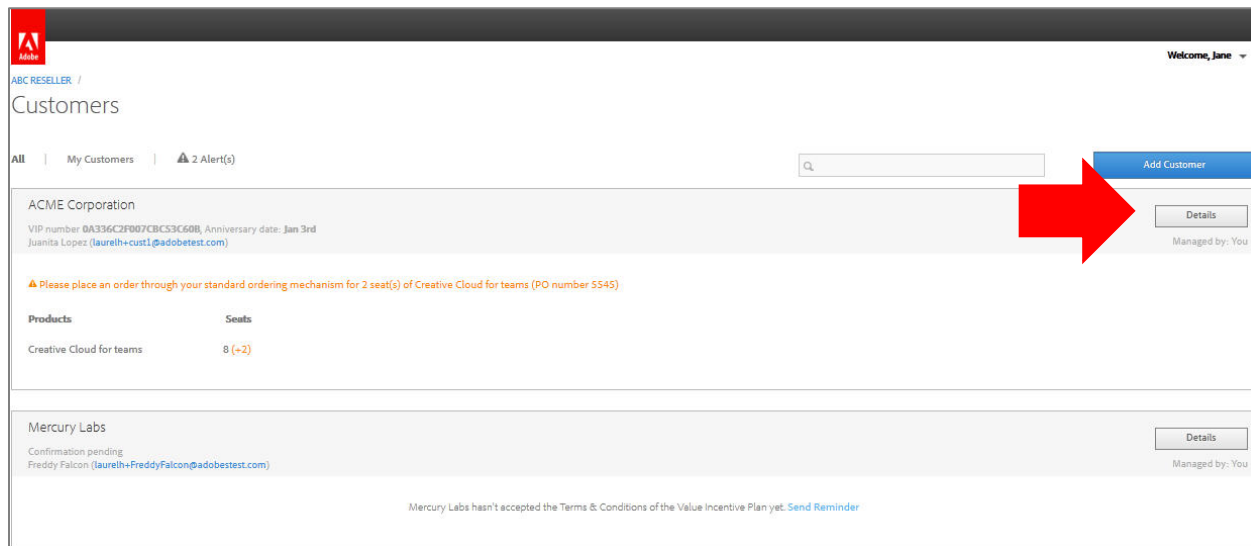 Adobe
Welcome, Jane
ABC RESELLER /
Customers
All | My Customers | 2 Alert(s)
Add Customer
ACME Corporation
Details
VIP number 0A336C2F007CBC53C60B, Anniversary date: Jan 3rd
Juanita Lopez (laurelh+cust1@adobetest.com)
Managed by: You
Please place an order through your standard ordering mechanism for 2 seat(s) of Creative Cloud for teams (PO number 5545)
Products Seats
Creative Cloud for teams 8 (+2)
Mercury Labs
Details
Confirmation pending
Freddy Falcon (laurelh+FreddyFalcon@adobestest.com)
Managed by: You
Mercury Labs hasn't accepted the Terms & Conditions of the Value Incentive Plan yet. Send Reminder